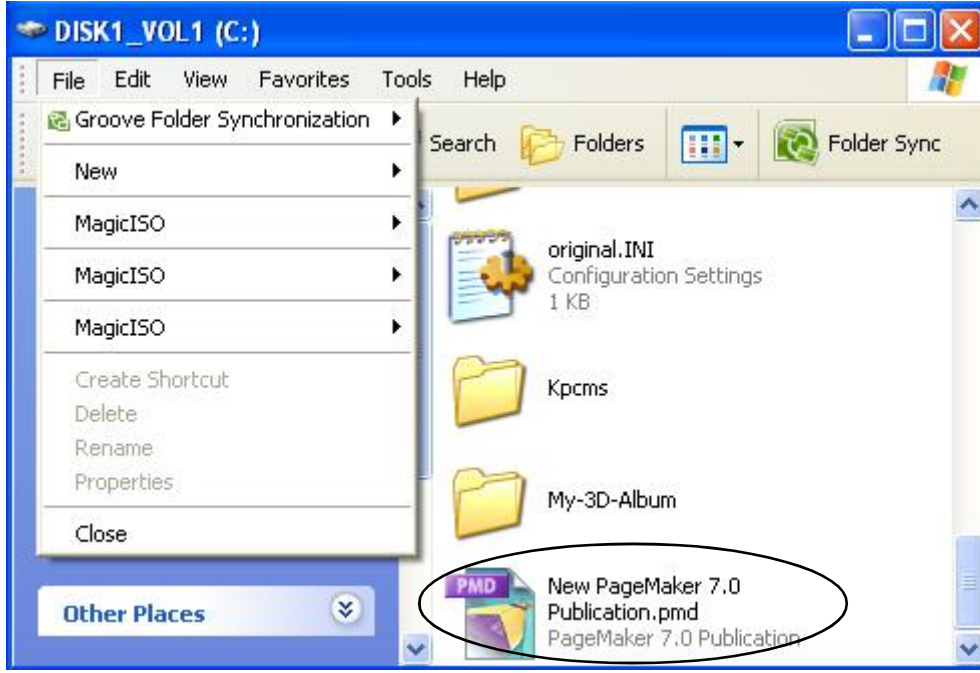 DISK1_VOL1 (C:)
File Edit View Favorites Tools Help
Search Folders Folder Sync
Groove Folder Synchronization
New
MagicISO
MagicISO
MagicISO
Create Shortcut
Delete
Rename
Properties
Close
Other Places
original.INI
Configuration Settings
1 KB
Kpcms
My-3D-Album
PMD
New PageMaker 7.0
Publication.pmd
PageMaker 7.0 Publication